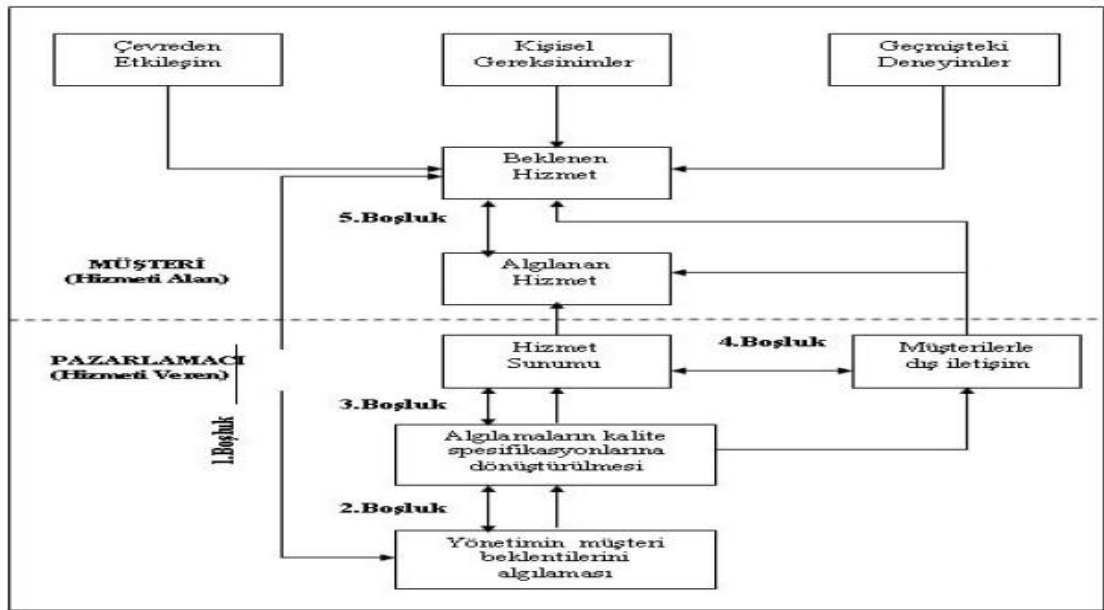 Çevreden
Etkileşim
Kişisel
Gereksinimler
Geçmişteki
Deneyimler
Beklenen
Hizmet
5.Boşluk
MÜŞTERİ
(Hizmeti Alan)
Algılanan
Hizmet
PAZARLAMACI
(Hizmeti Veren)
Hizmet
Sunumu
4.Boşluk
Müşterilerle
dış iletişim
1.Boşluk
3.Boşluk
Algılamaların kalite
spesifikasyonlarına
dönüştürülmesi
2.Boşluk
Yönetimin müşteri
beklentilerini
algılaması